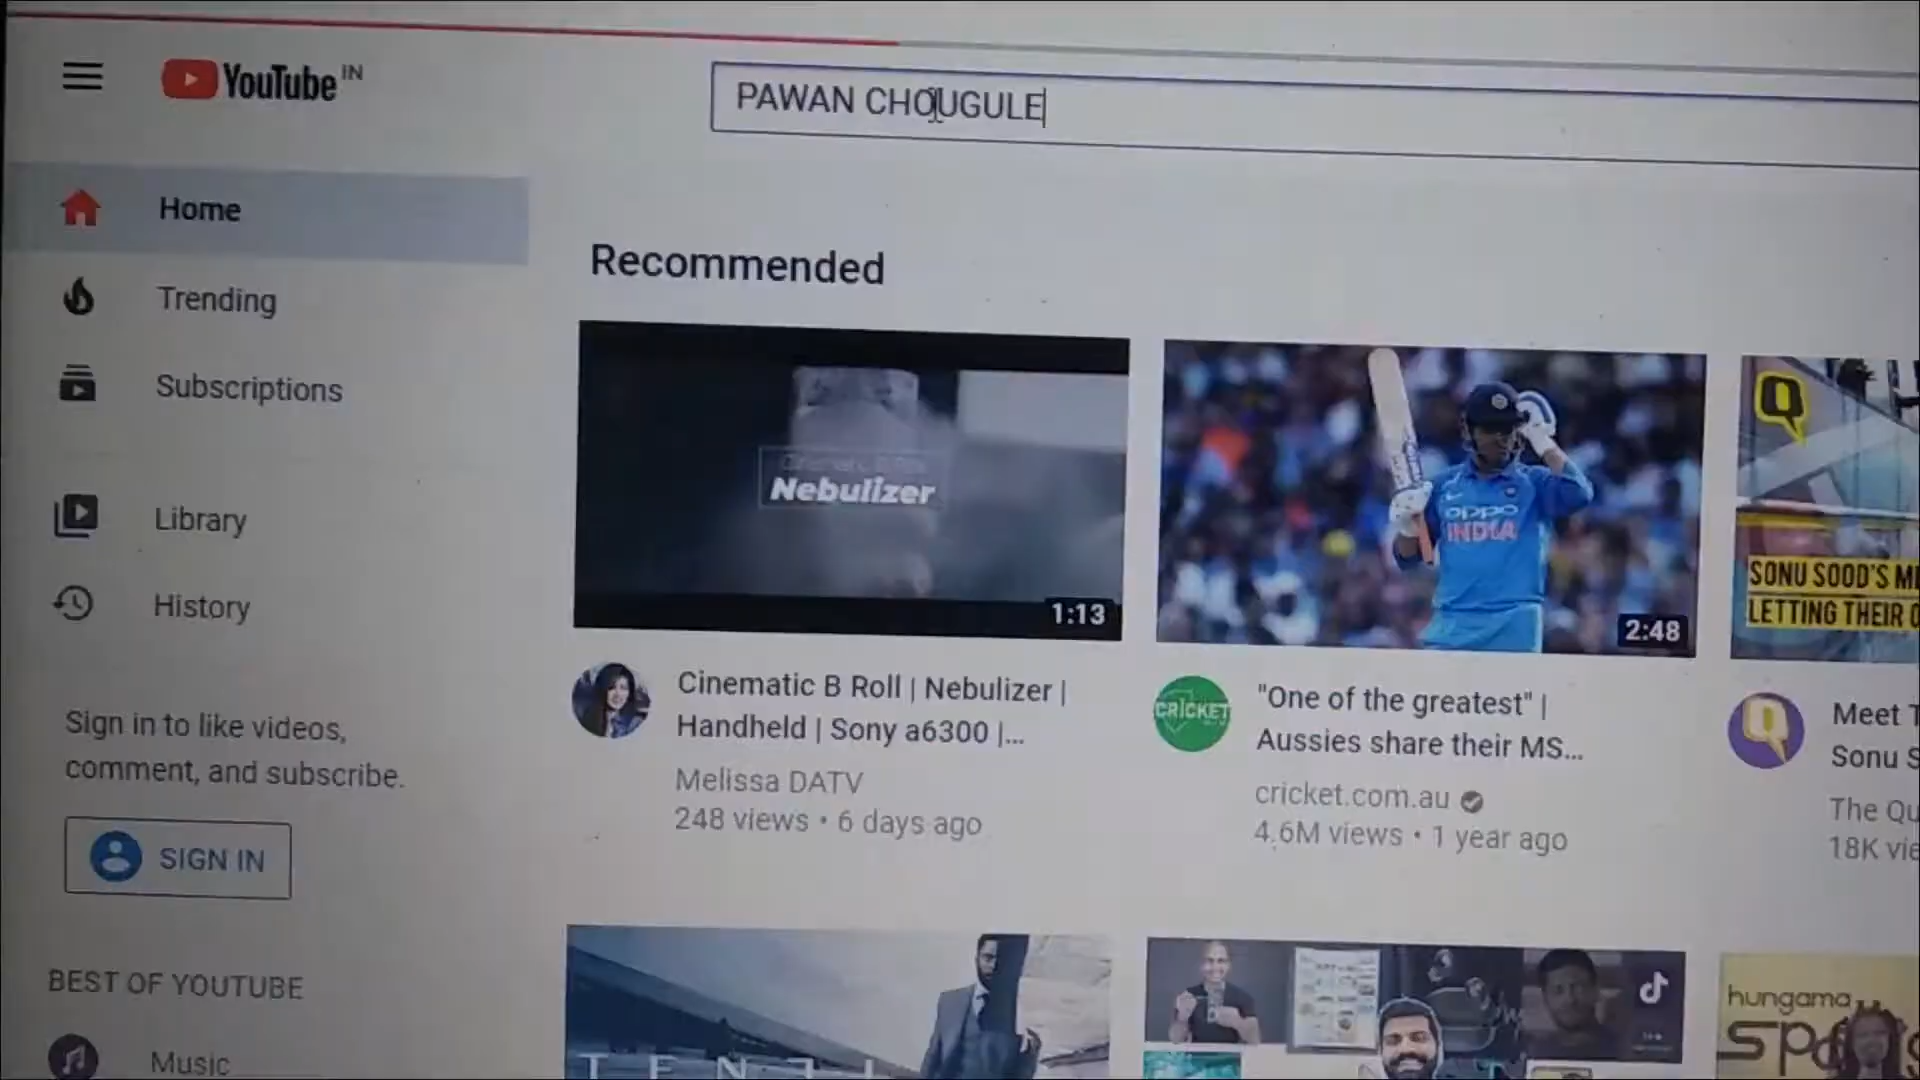 YouTube IN
PAWAN CHOUGULE
Home
Trending
Subscriptions
Library
History
Sign in to like videos,
comment, and subscribe.
SIGN IN
BEST OF YOUTUBE
Music
Recommended
Nebulizer
1:13
Cinematic B Roll | Nebulizer |
Handheld | Sony a6300 |...
Melissa DATV
248 views • 6 days ago
oppo
INDIA
2:48
CRICKET
"One of the greatest" |
Aussies share their MS...
cricket.com.au
4.6M views • 1 year ago
Q
SONU SOOD'S
LETTING THEIR
Q
Meet
Sonu
The
18K
TENET
hungama